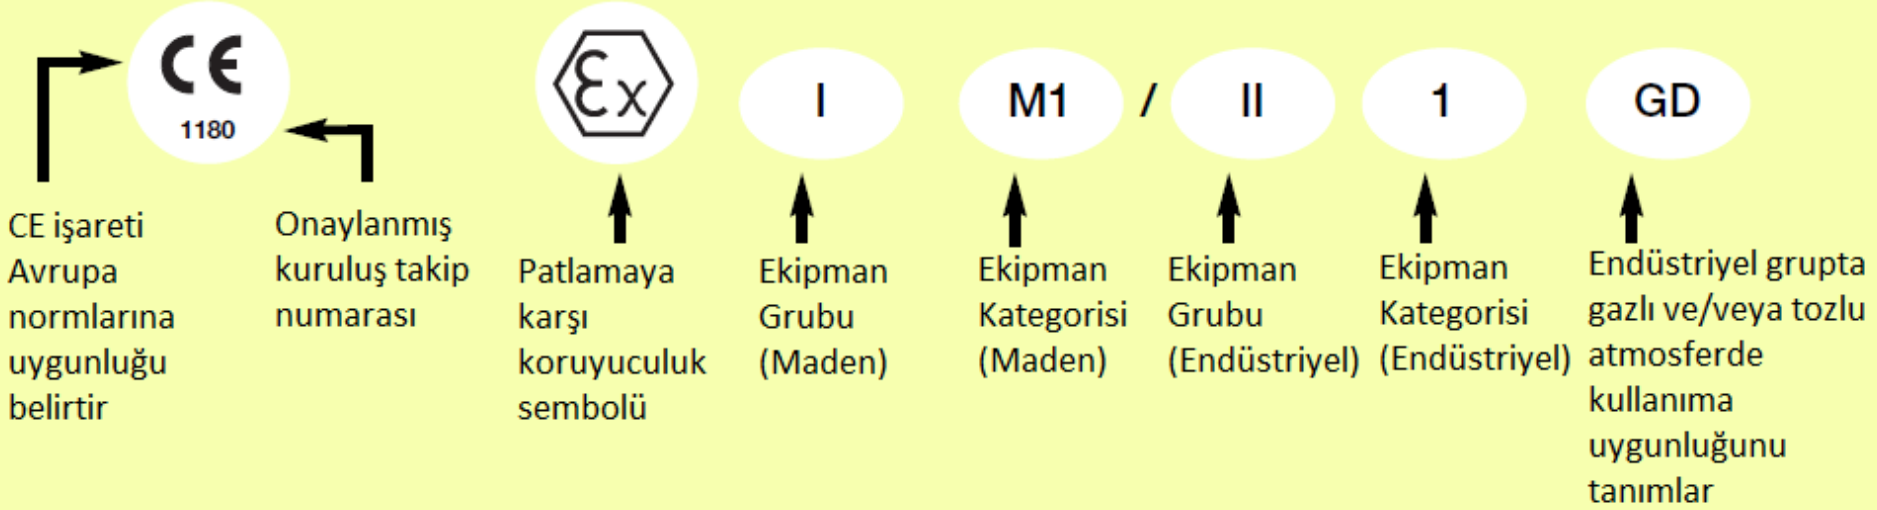 CE
1180
Ex
I
M1 / II
1
GD
CE işareti
Avrupa
normlarına
uygunluğu
belirtir
Onaylanmış
kuruluş takip
numarası
Patlamaya
karşı
koruyuculuk
sembolü
Ekipman
Grubu
(Maden)
Ekipman
Kategorisi
(Maden)
Ekipman
Grubu
(Endüstriyel)
Ekipman
Kategorisi
(Endüstriyel)
Endüstriyel grupta
gazlı ve/veya tozlu
atmosferde
kullanıma
uygunluğunu
tanımlar